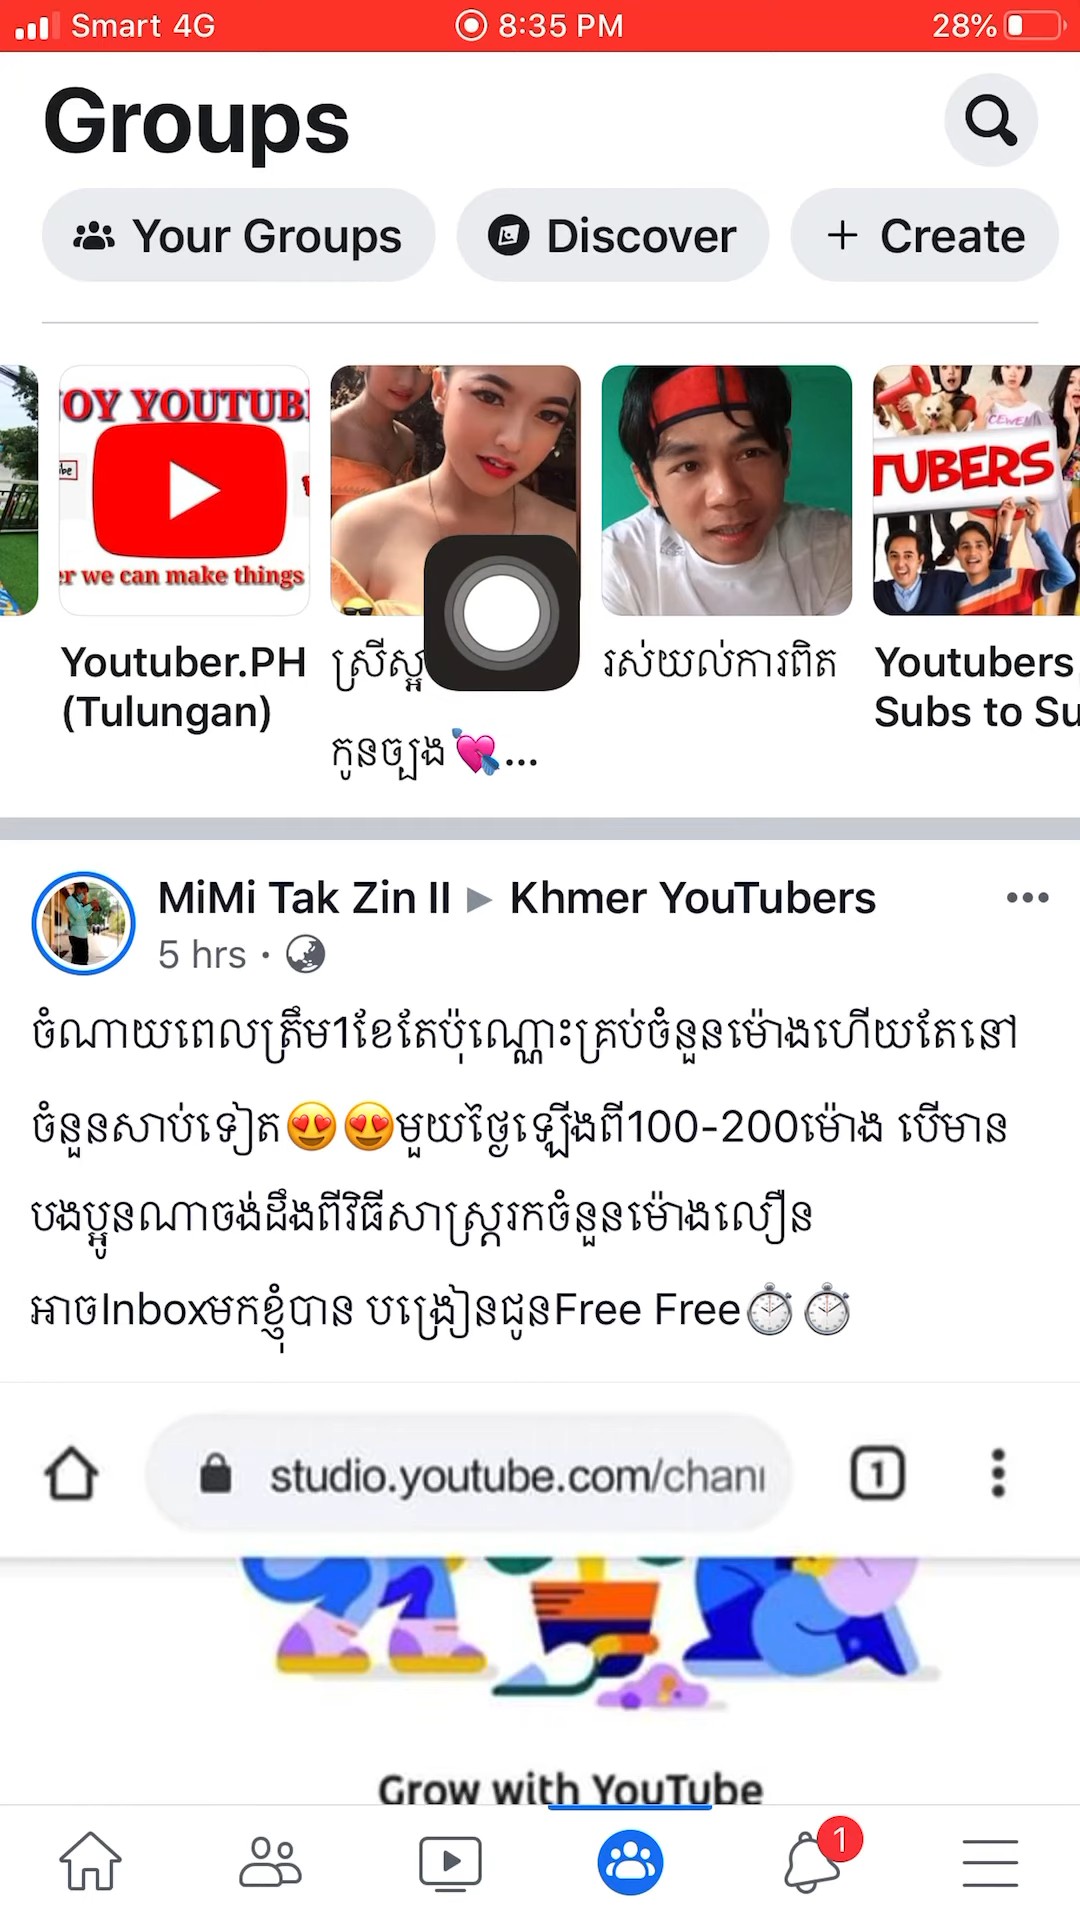 Smart 4G
8:35 PM
28%
Groups
Your Groups
Discover
+ Create
OY YOUTUB
be
er we can make things
CEWEN
TUBERS
Youtuber.PH
(Tulungan)
ស្រីស្អ
កូនច្បង💘...
រស់យល់ការពិត
Youtubers
Subs to Su
MiMi Tak Zin II ▶ Khmer YouTubers
5 hrs ·
ចំណាយពេលត្រឹម1ខែតែប៉ុណ្ណោះគ្រប់ចំនួនម៉ោងហើយតែនៅ
ចំនួនសាប់ទៀត😍😍មួយថ្ងៃឡើងពី100-200ម៉ោង បើមាន
បងប្អូនណាចង់ដឹងពីវិធីសាស្ត្ររកចំនួនម៉ោងលឿន
អាចInboxមកខ្ញុំបាន បង្រៀនជូនFree Free⏱️⏱️
studio.youtube.com/chan
1
Grow with YouTube
1